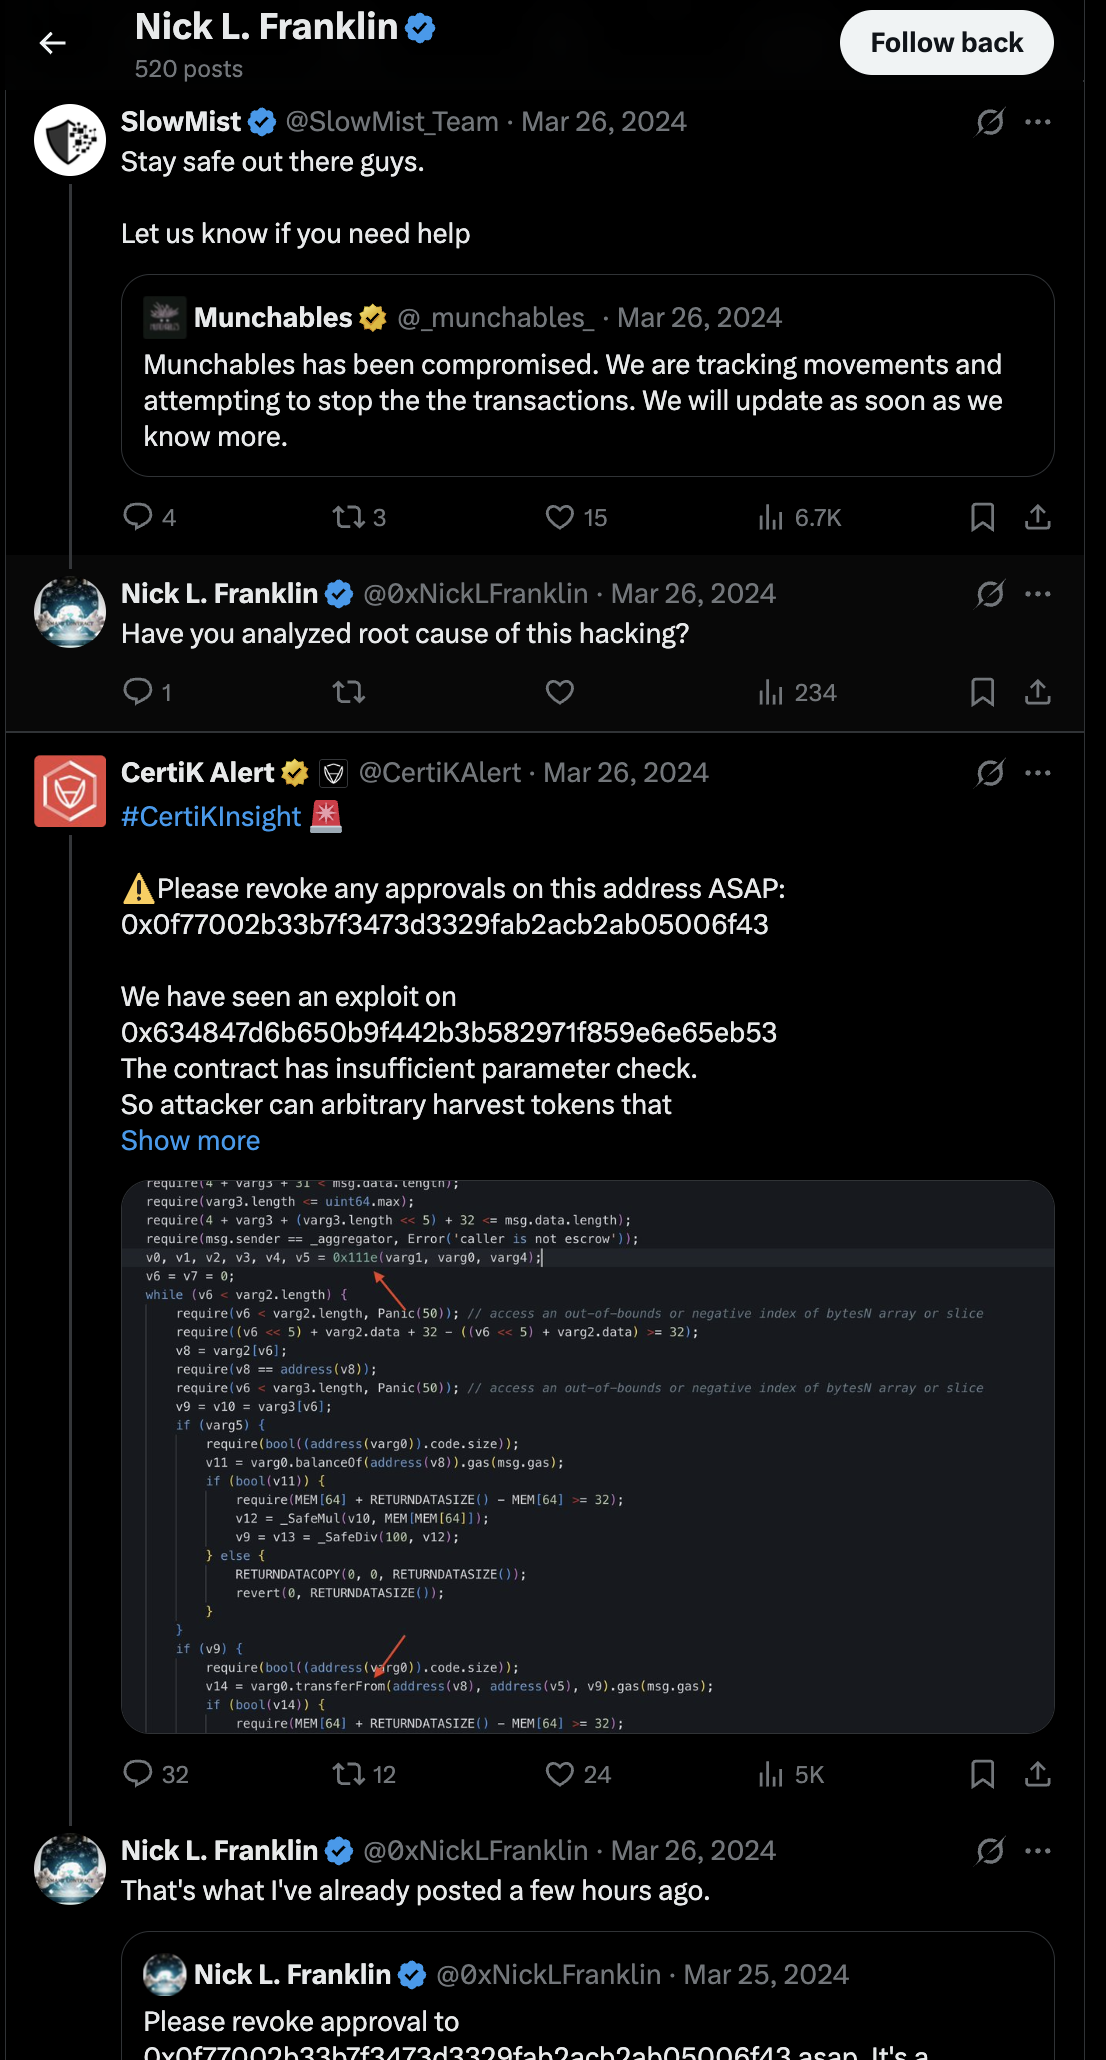 Nick L. Franklin
520 posts
Follow back
SlowMist @SlowMist_Team · Mar 26, 2024
Stay safe out there guys.
Let us know if you need help
Munchables @_munchables_ · Mar 26, 2024
Munchables has been compromised. We are tracking movements and
attempting to stop the the transactions. We will update as soon as we
know more.
4 3 15 6.7K
Nick L. Franklin @0xNickLFranklin · Mar 26, 2024
Have you analyzed root cause of this hacking?
1 234
CertiK Alert @CertiKAlert · Mar 26, 2024
#CertiKInsight 🚨
⚠️Please revoke any approvals on this address ASAP:
0x0f77002b33b7f3473d3329fab2acb2ab05006f43
We have seen an exploit on
0x634847d6b650b9f442b3b582971f859e6e65eb53
The contract has insufficient parameter check.
So attacker can arbitrary harvest tokens that
Show more
require(4 + varg3 + 31 < msg.data.length);
require(varg3.length <= uint64.max);
require(4 + varg3 + (varg3.length << 5) + 32 <= msg.data.length);
require(msg.sender == _aggregator, Error('caller is not escrow'));
v0, v1, v2, v3, v4, v5 = 0x111e(varg1, varg0, varg4);
v6 = v7 = 0;
while (v6 < varg2.length) {
require(v6 < varg2.length, Panic(50)); // access an out-of-bounds or negative index of bytesN array or slice
require((v6 << 5) + varg2.data + 32 - ((v6 << 5) + varg2.data) >= 32);
v8 = varg2[v6];
require(v8 == address(v8));
require(v6 < varg3.length, Panic(50)); // access an out-of-bounds or negative index of bytesN array or slice
v9 = v10 = varg3[v6];
if (varg5) {
require(bool((address(varg0)).code.size));
v11 = varg0.balanceOf(address(v8)).gas(msg.gas);
if (bool(v11)) {
require(MEM[64] + RETURNDATASIZE() - MEM[64] >= 32);
v12 = _SafeMul(v10, MEM[MEM[64]]);
v9 = v13 = _SafeDiv(100, v12);
} else {
RETURNDATACOPY(0, 0, RETURNDATASIZE());
revert(0, RETURNDATASIZE());
}
}
if (v9) {
require(bool((address(varg0)).code.size));
v14 = varg0.transferFrom(address(v8), address(v5), v9).gas(msg.gas);
if (bool(v14)) {
require(MEM[64] + RETURNDATASIZE() - MEM[64] >= 32);
32 12 24 5K
Nick L. Franklin @0xNickLFranklin · Mar 26, 2024
That's what I've already posted a few hours ago.
Nick L. Franklin @0xNickLFranklin · Mar 25, 2024
Please revoke approval to
0x0f77002b33b7f3473d3329fab2acb2ab05006f43 asap. It's a